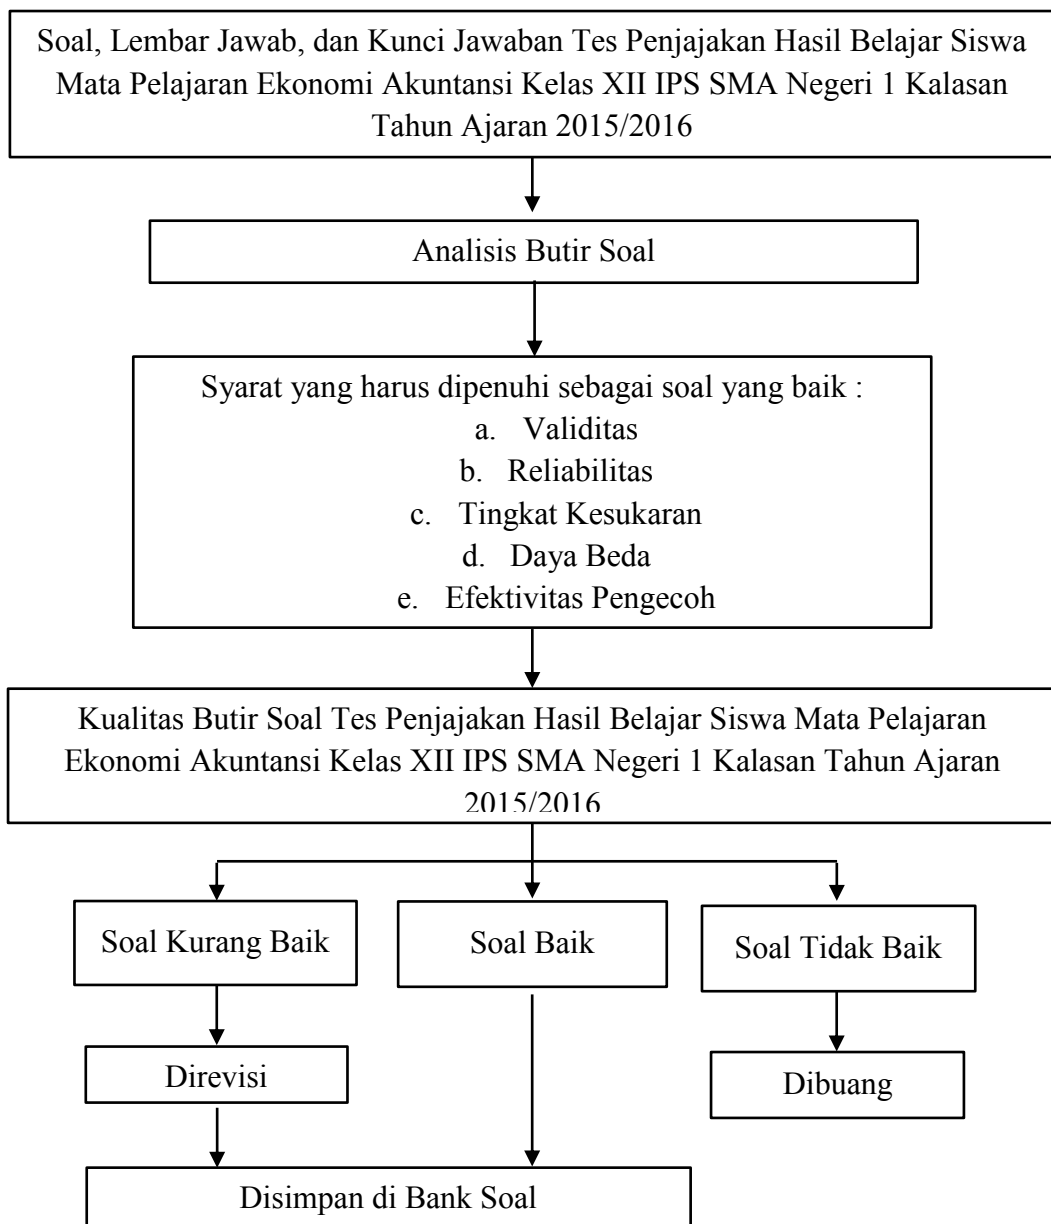 Soal, Lembar Jawab, dan Kunci Jawaban Tes Penjajakan Hasil Belajar Siswa
Mata Pelajaran Ekonomi Akuntansi Kelas XII IPS SMA Negeri 1 Kalasan
Tahun Ajaran 2015/2016
Analisis Butir Soal
Syarat yang harus dipenuhi sebagai soal yang baik :
a. Validitas
b. Reliabilitas
c. Tingkat Kesukaran
d. Daya Beda
e. Efektivitas Pengecoh
Kualitas Butir Soal Tes Penjajakan Hasil Belajar Siswa Mata Pelajaran
Ekonomi Akuntansi Kelas XII IPS SMA Negeri 1 Kalasan Tahun Ajaran
2015/2016
Soal Kurang Baik
Soal Baik
Soal Tidak Baik
Direvisi
Dibuang
Disimpan di Bank Soal